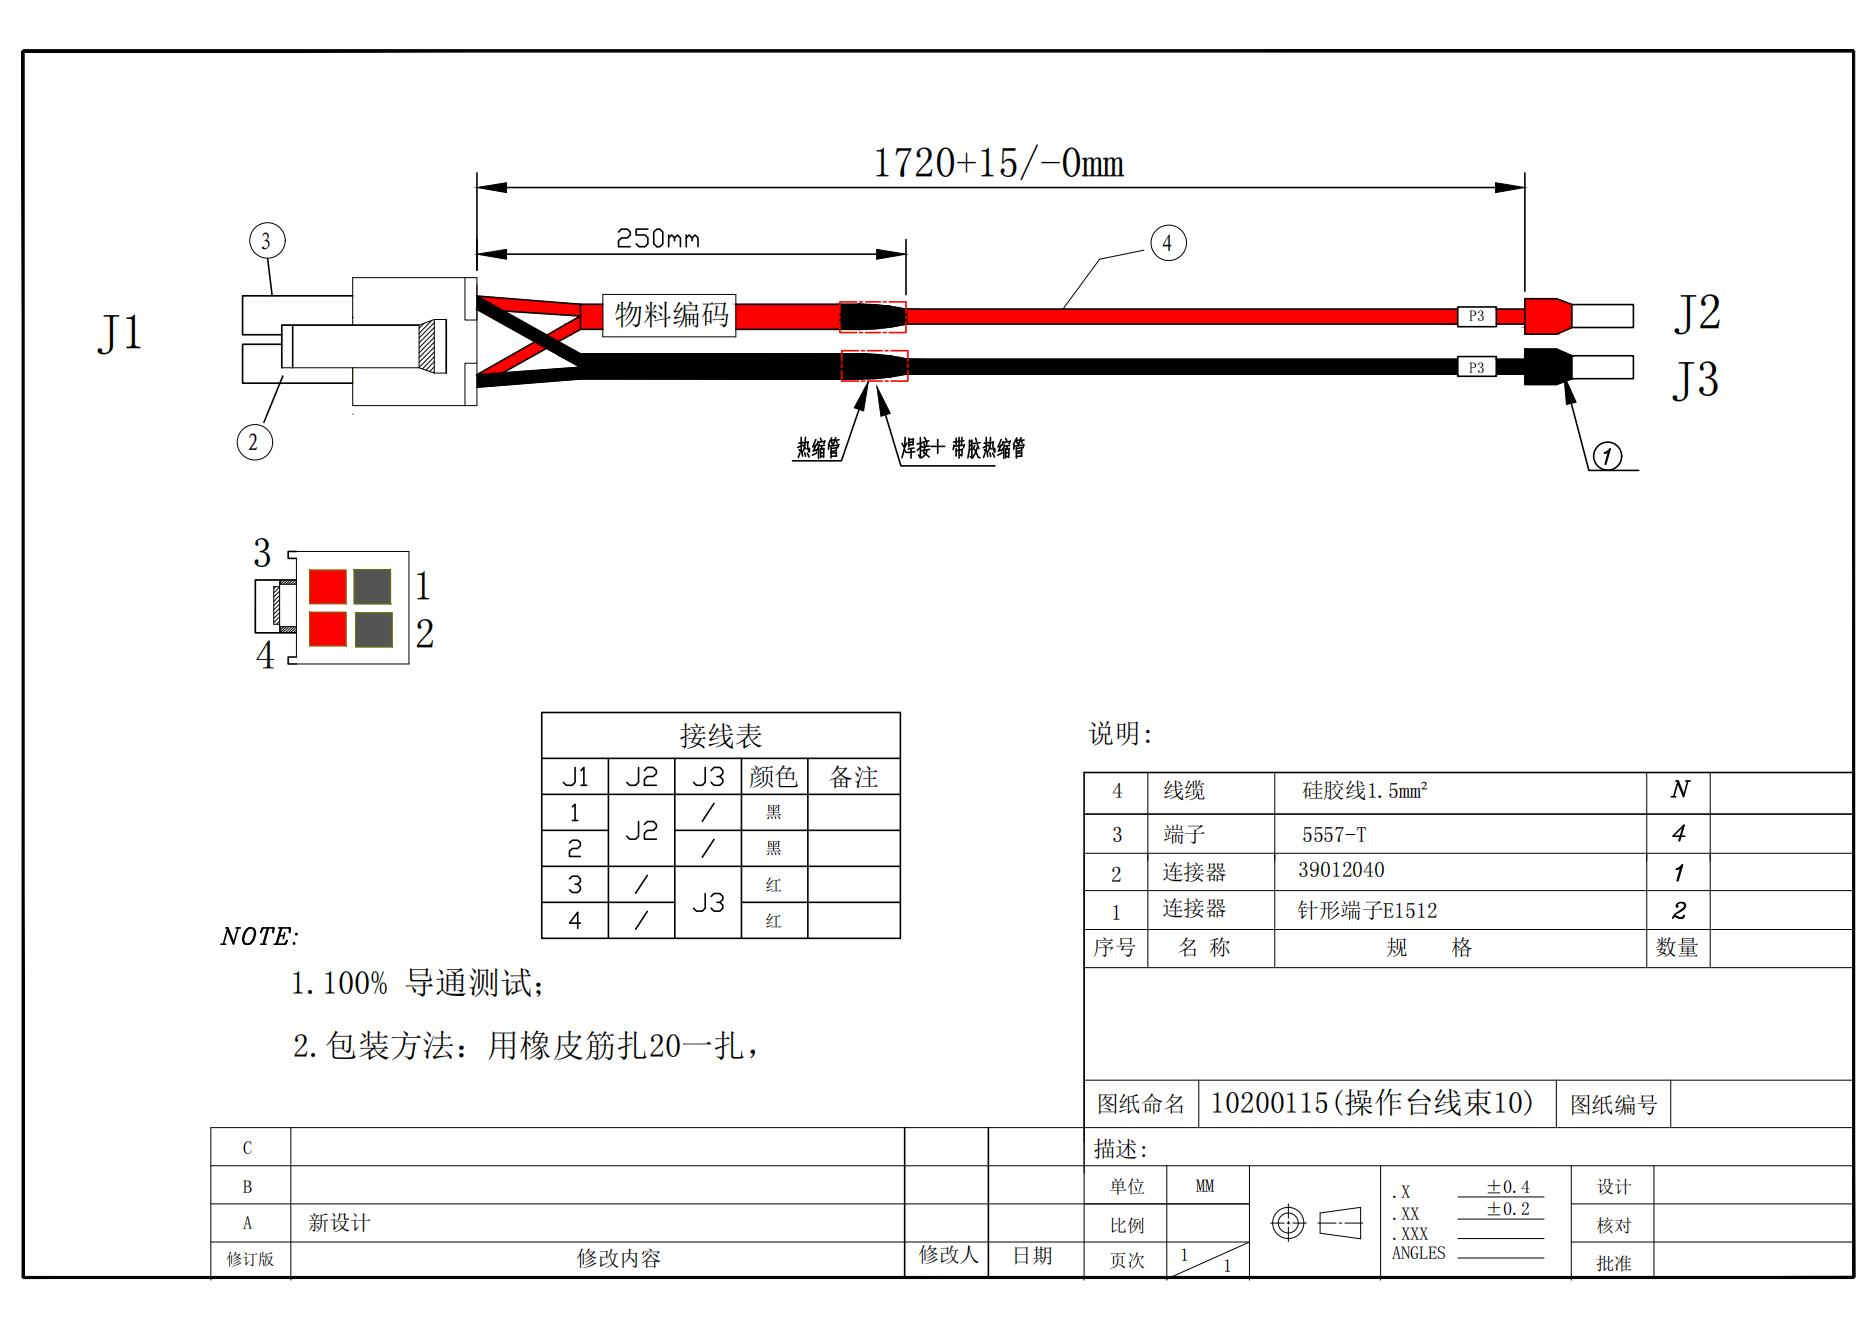 1720+15/-0mm
250mm
3
4
J1
物料编码
P3
J2
P3
J3
2
热缩管
焊接+ 带胶热缩管
1
3
1
2
4
接线表
J1 J2 J3 颜色 备注
1 J2 / 黑
2 / 黑
3 / J3 红
4 / 红
说明:
4 线缆 硅胶线1.5mm² N
3 端子 5557-T 4
2 连接器 39012040 1
1 连接器 针形端子E1512 2
序号 名 称 规 格 数量
NOTE:
1.100% 导通测试;
2.包装方法: 用橡皮筋扎20一扎,
图纸命名 10200115(操作台线束10) 图纸编号
描述:
C
B
A 新设计
修订版 修改内容 修改人 日期
单位 MM
比例
页次 1 1
.X ±0.4
.XX ±0.2
.XXX
ANGLES
设计
核对
批准